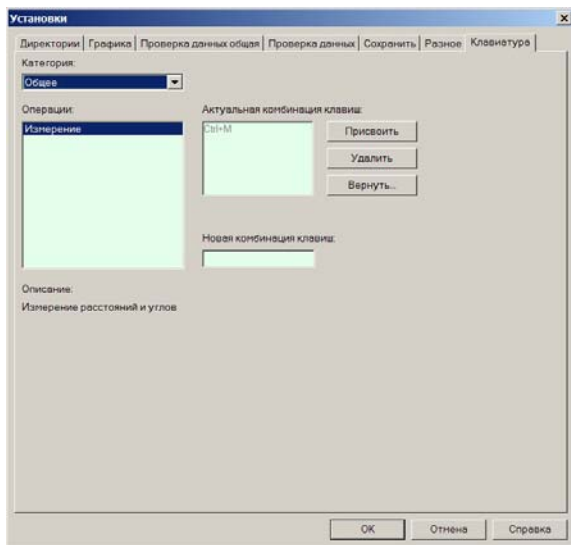 Установки
Директории Графика Проверка данных общая Проверка данных Сохранить Разное Клавиатура
Категория:
Общее
Операции: Актуальная комбинация клавиш:
Измерение Ctrl+M Присвоить
Удалить
Вернуть...
Новая комбинация клавиш:
Описание:
Измерение расстояний и углов
OK Отмена Справка